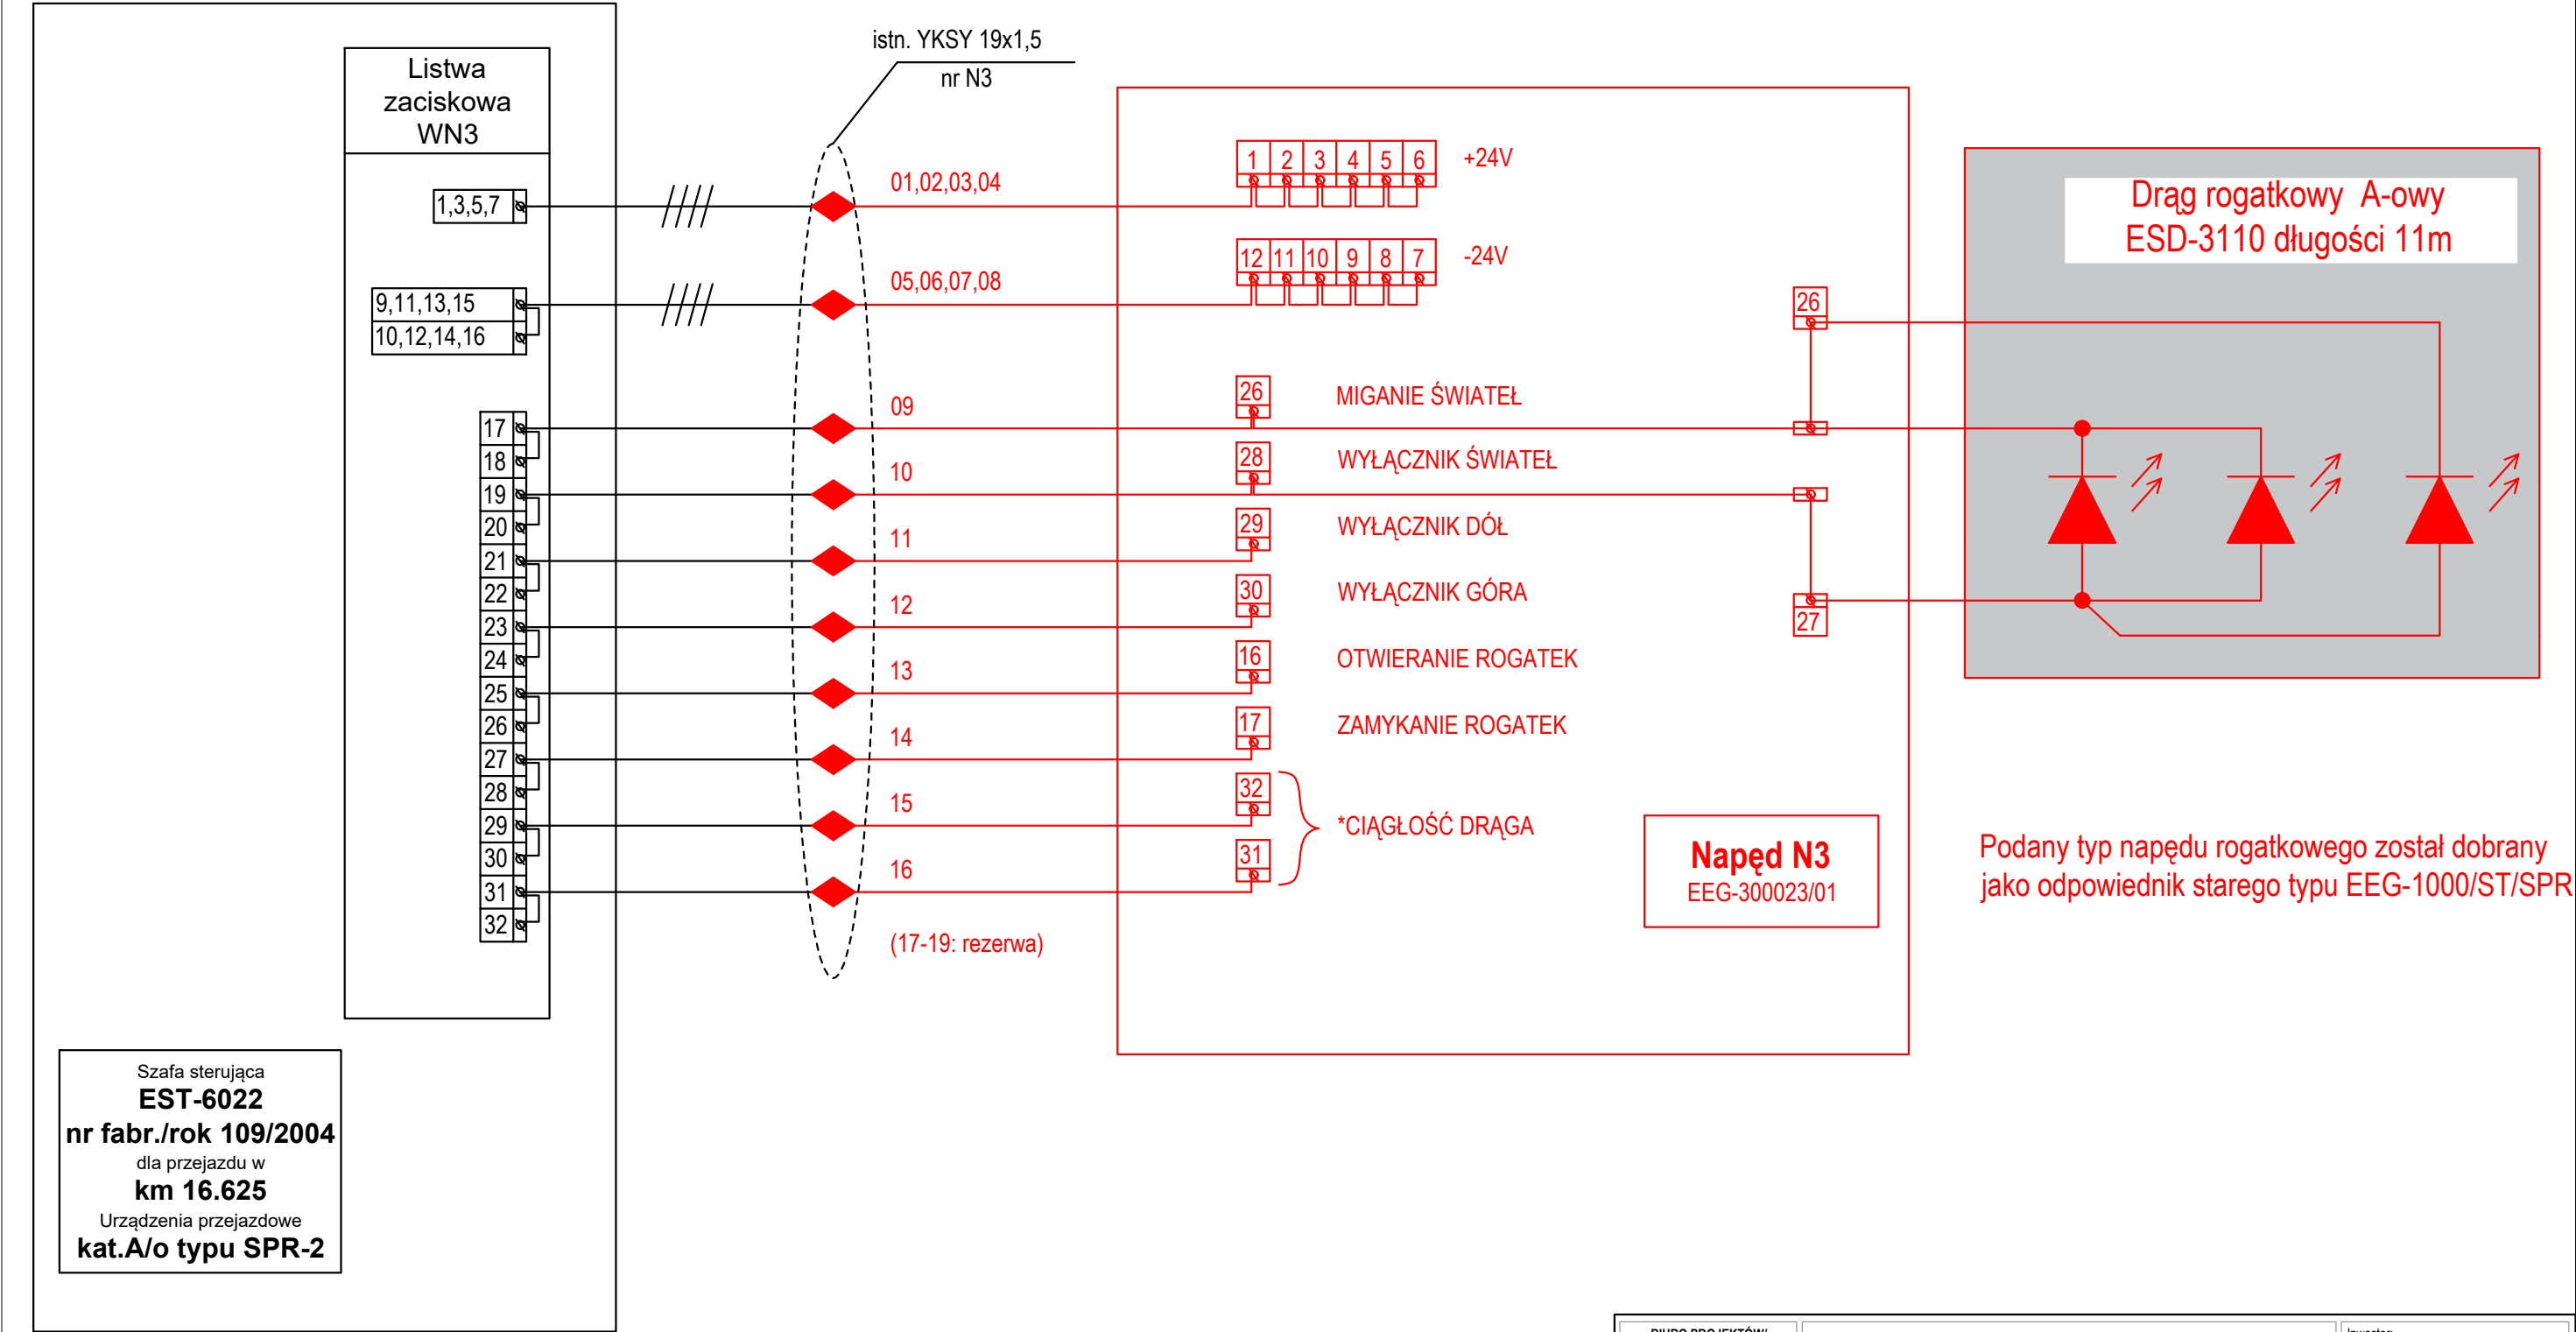 istn. YKSY 19x1,5
nr N3
Listwa
zaciskowa
WN3
1,3,5,7
9,11,13,15
10,12,14,16
17
18
19
20
21
22
23
24
25
26
27
28
29
30
31
32
01,02,03,04
05,06,07,08
09
10
11
12
13
14
15
16
(17-19: rezerwa)
1 2 3 4 5 6 +24V
12 11 10 9 8 7 -24V
26 MIGANIE ŚWIATEŁ
28 WYŁĄCZNIK ŚWIATEŁ
29 WYŁĄCZNIK DÓŁ
30 WYŁĄCZNIK GÓRA
16 OTWIERANIE ROGATEK
17 ZAMYKANIE ROGATEK
32
*CIĄGŁOŚĆ DRĄGA
31
26
27
Napęd N3
EEG-300023/01
Drąg rogatkowy A-owy
ESD-3110 długości 11m
Podany typ napędu rogatkowego został dobrany
jako odpowiednik starego typu EEG-1000/ST/SPR
Szafa sterująca
EST-6022
nr fabr./rok 109/2004
dla przejazdu w
km 16.625
Urządzenia przejazdowe
kat.A/o typu SPR-2
BIURO PROJEKTÓW/